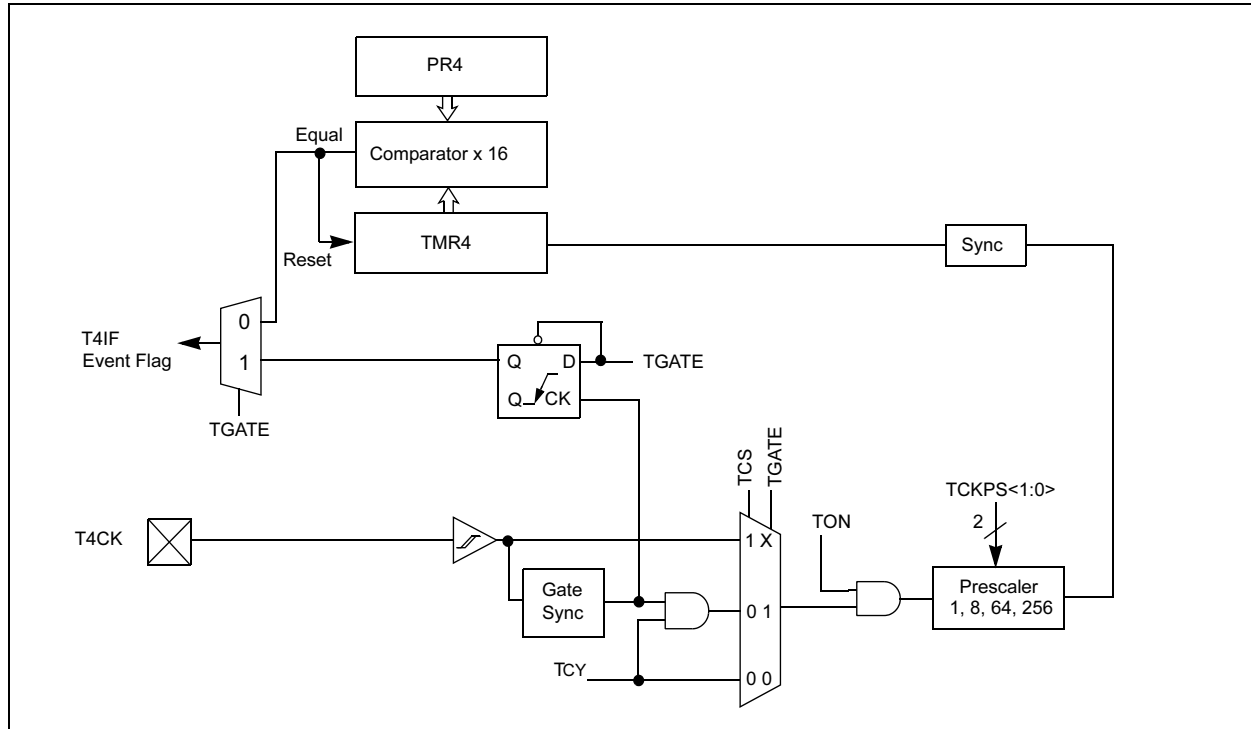 PR4
Equal
Comparator x 16
TMR4
Reset
Sync
0
T4IF
Event Flag
1
Q
D
TGATE
Q
CK
TGATE
TCS
TGATE
TCKPS<1:0>
2
T4CK
TON
1 X
Gate
Sync
0 1
Prescaler
1, 8, 64, 256
TCY
0 0